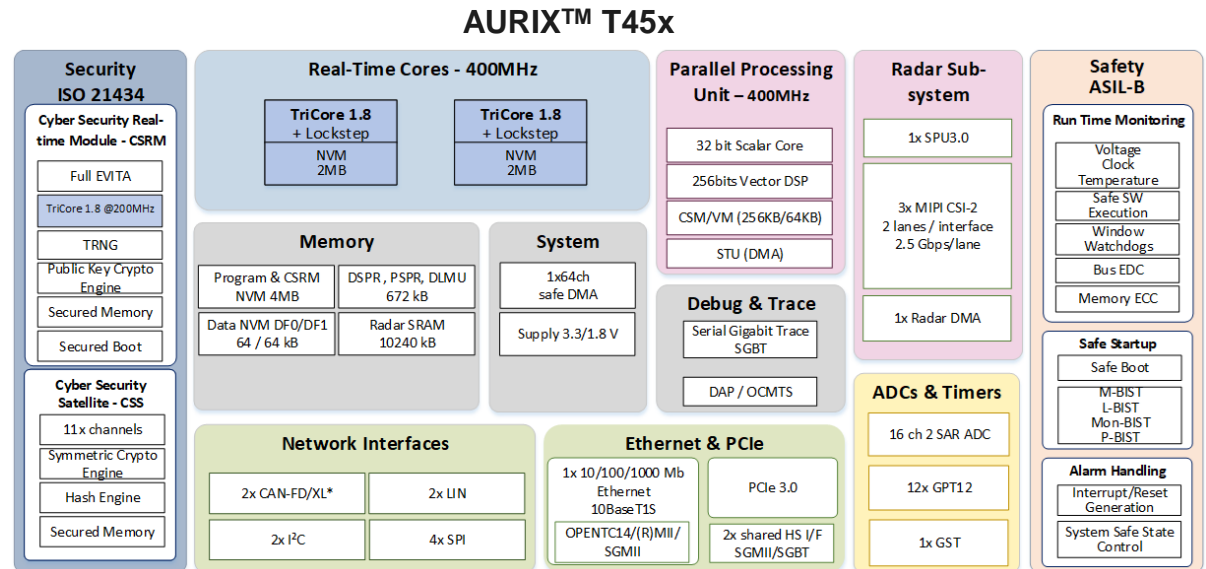 AURIX™ T45x
Security
ISO 21434
Cyber Security Real-
time Module - CSRM
Full EVITA
TriCore 1.8 @200MHz
TRNG
Public Key Crypto
Engine
Secured Memory
Secured Boot
Cyber Security
Satellite - CSS
11x channels
Symmetric Crypto
Engine
Hash Engine
Secured Memory
Real-Time Cores - 400MHz
TriCore 1.8
+ Lockstep
NVM
2MB
TriCore 1.8
+ Lockstep
NVM
2MB
Memory
Program & CSRM
NVM 4MB
DSPR , PSPR, DLMU
672 kB
Data NVM DF0/DF1
64 / 64 kB
Radar SRAM
10240 kB
System
1x64ch
safe DMA
Supply 3.3/1.8 V
Parallel Processing
Unit – 400MHz
32 bit Scalar Core
256bits Vector DSP
CSM/VM (256KB/64KB)
STU (DMA)
Debug & Trace
Serial Gigabit Trace
SGBT
DAP / OCMTS
Radar Sub-
system
1x SPU3.0
3x MIPI CSI-2
2 lanes / interface
2.5 Gbps/lane
1x Radar DMA
Network Interfaces
2x CAN-FD/XL*
2x LIN
2x I²C
4x SPI
Ethernet & PCIe
1x 10/100/1000 Mb
Ethernet
10BaseT1S
OPENTC14/(R)MII/
SGMII
PCIe 3.0
2x shared HS I/F
SGMII/SGBT
ADCs & Timers
16 ch 2 SAR ADC
12x GPT12
1x GST
Safety
ASIL-B
Run Time Monitoring
Voltage
Clock
Temperature
Safe SW
Execution
Window
Watchdogs
Bus EDC
Memory ECC
Safe Startup
Safe Boot
M-BIST
L-BIST
Mon-BIST
P-BIST
Alarm Handling
Interrupt/Reset
Generation
System Safe State
Control